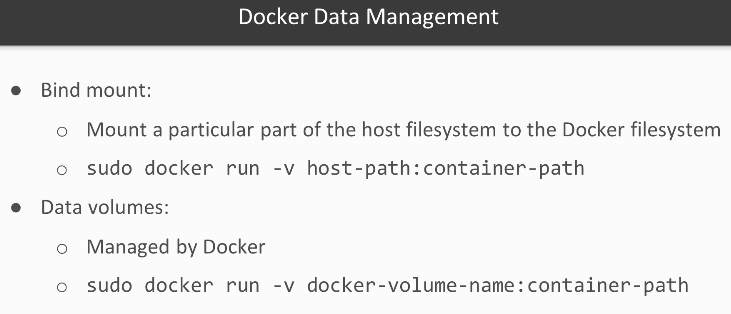 Docker Data Management
● Bind mount:
○ Mount a particular part of the host filesystem to the Docker filesystem
○ sudo docker run -v host-path:container-path
● Data volumes:
○ Managed by Docker
○ sudo docker run -v docker-volume-name:container-path